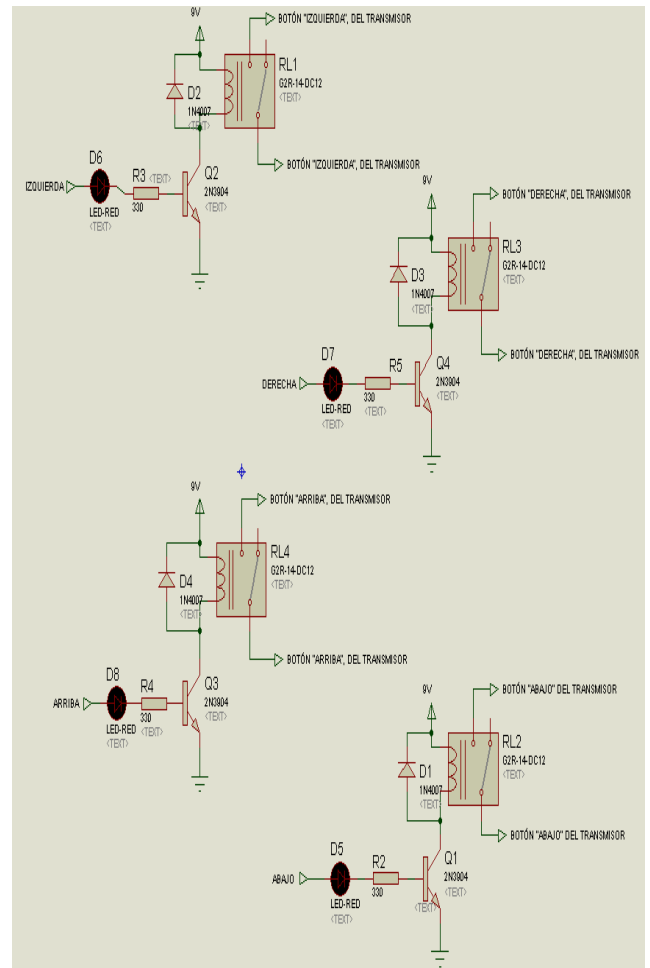 9V
BOTÓN "IZQUIERDA", DEL TRANSMISOR
RL1
G2R-14-DC12
<TEXT>
D2
1N4007
<TEXT>
BOTÓN "IZQUIERDA", DEL TRANSMISOR
D6
R3 <TEXT>
Q2
2N3904
<TEXT>
IZQUIERDA
LED-RED
330
<TEXT>
9V
BOTÓN "DERECHA", DEL TRANSMISOR
RL3
G2R-14-DC12
<TEXT>
D3
1N4007
<TEXT>
BOTÓN "DERECHA", DEL TRANSMISOR
D7
R5
Q4
2N3904
<TEXT>
DERECHA
LED-RED
330
<TEXT>
<TEXT>
9V
BOTÓN "ARRIBA", DEL TRANSMISOR
RL4
G2R-14-DC12
<TEXT>
D4
1N4007
<TEXT>
BOTÓN "ARRIBA", DEL TRANSMISOR
D8
R4
Q3
2N3904
<TEXT>
ARRIBA
LED-RED
330
<TEXT>
<TEXT>
9V
BOTÓN "ABAJO" DEL TRANSMISOR
RL2
G2R-14-DC12
<TEXT>
D1
1N4007
<TEXT>
BOTÓN "ABAJO" DEL TRANSMISOR
D5
R2
Q1
2N3904
<TEXT>
ABAJO
LED-RED
330
<TEXT>
<TEXT>